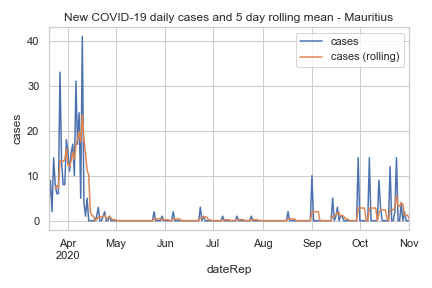 New COVID-19 daily cases and 5 day rolling mean - Mauritius
cases
cases (rolling)
cases
40
30
20
10
0
Apr May Jun Jul Aug Sep Oct Nov
2020
dateRep